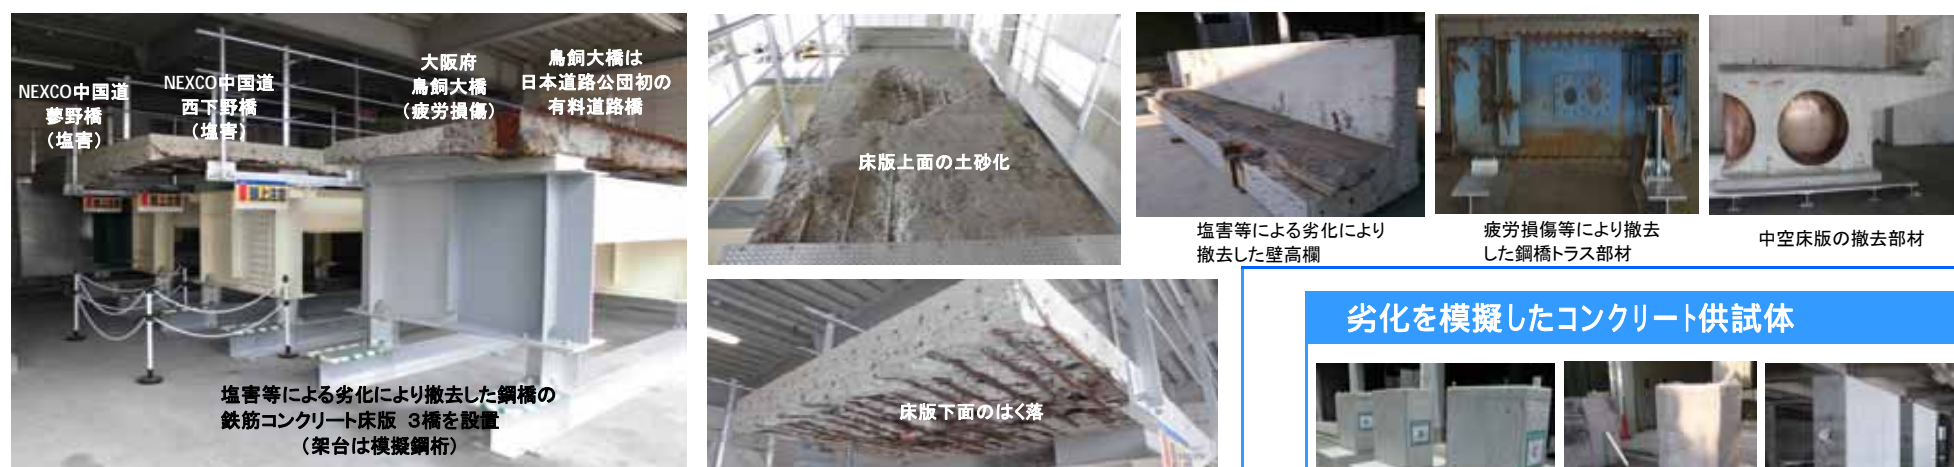 NEXCO中国道
蓼野橋
（塩害）
NEXCO中国道
西下野橋
（塩害）
大阪府
鳥飼大橋
（疲労損傷）
鳥飼大橋は
日本道路公団初の
有料道路橋
塩害等による劣化により撤去した鋼橋の
鉄筋コンクリート床版 ３橋を設置
（架台は模擬鋼桁）
床版上面の土砂化
床版下面のはく落
塩害等による劣化により
撤去した壁高欄
疲労損傷等により撤去
した鋼橋トラス部材
中空床版の撤去部材
劣化を模擬したコンクリート供試体